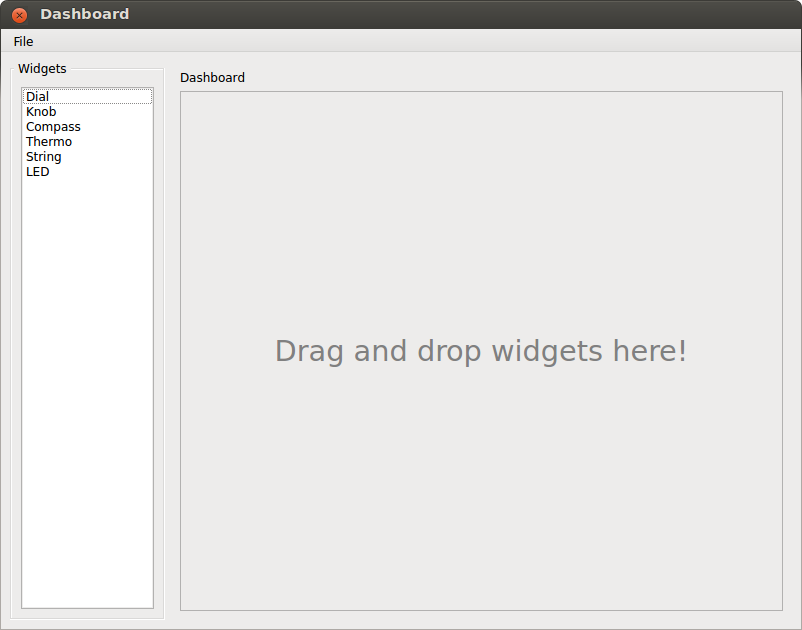 Dashboard
File
Widgets
Dial
Knob
Compass
Thermo
String
LED
Dashboard
Drag and drop widgets here!